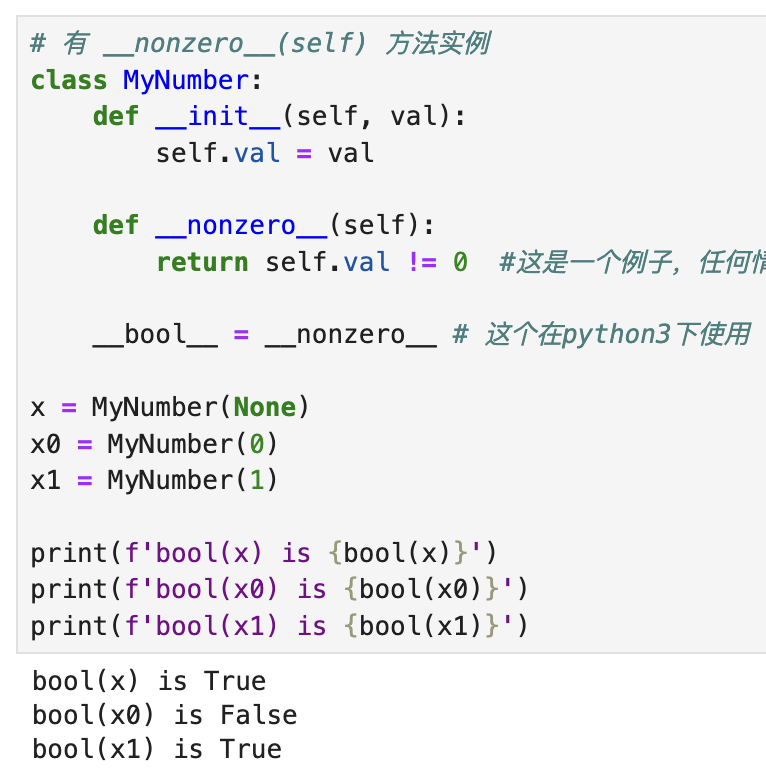 # 有 __nonzero__(self) 方法实例
class MyNumber:
    def __init__(self, val):
        self.val = val
    def __nonzero__(self):
        return self.val != 0  #这是一个例子，任何
    __bool__ = __nonzero__ # 这个在python3下使用
x = MyNumber(None)
x0 = MyNumber(0)
x1 = MyNumber(1)
print(f'bool(x) is {bool(x)}')
print(f'bool(x0) is {bool(x0)}')
print(f'bool(x1) is {bool(x1)}')
bool(x) is True
bool(x0) is False
bool(x1) is True